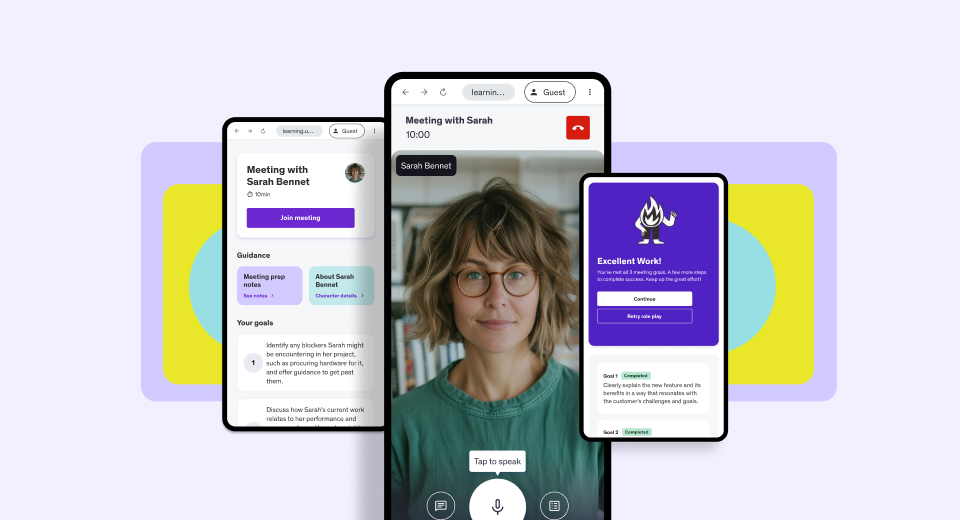 learning.u...
Guest
Meeting with
Sarah Bennet
10min
Join meeting
Guidance
Meeting prep
notes
See notes
About Sarah
Bennet
Character details
Your goals
1
Identify any blockers Sarah might
be encountering in her project,
such as procuring hardware for it,
and offer guidance to get past
them.
Discuss how Sarah's current work
relates to her performance and
learnin...
Guest
Meeting with Sarah
10:00
Sarah Bennet
Tap to speak
Excellent Work!
You've met all 3 meeting goals. A few more steps
to complete success. Keep up the great effort!
Continue
Retry role play
Goal 1 Completed
Clearly explain the new feature and its
benefits in a way that resonates with
the customer's challenges and goals.
Goal 2 Completed